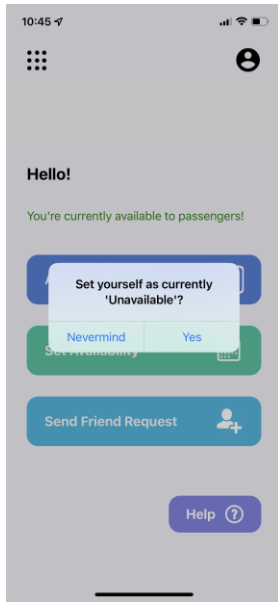 10:45
Hello!
You're currently available to passengers!
Set yourself as currently
'Unavailable'?
Nevermind
Yes
Set Availability
Send Friend Request
Help